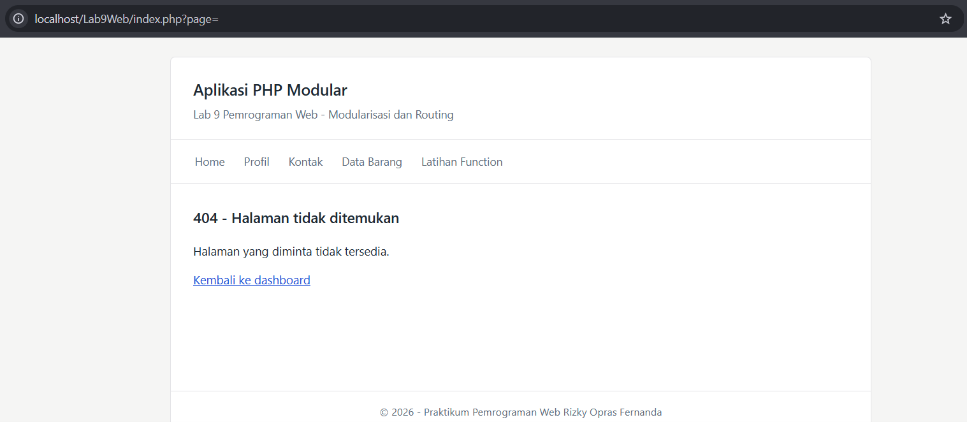 localhost/Lab9Web/index.php?page=
Aplikasi PHP Modular
Lab 9 Pemrograman Web - Modularisasi dan Routing
Home Profil Kontak Data Barang Latihan Function
404 - Halaman tidak ditemukan
Halaman yang diminta tidak tersedia.
Kembali ke dashboard
© 2026 - Praktikum Pemrograman Web Rizky Opras Fernanda